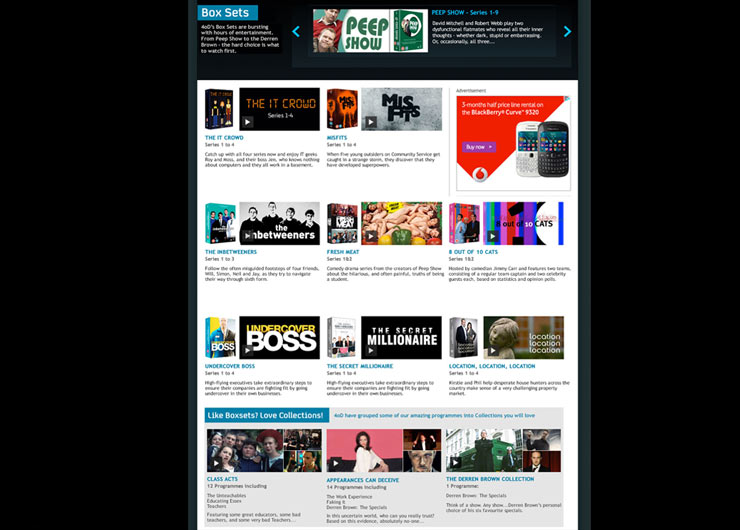 Box Sets
4oD's Box Sets are bursting
with hours of entertainment.
From Peep Show to the Derren
Brown - the hard choice is what
to watch first.
PEEP SHOW
PEEP SHOW - Series 1-9
David Mitchell and Robert Webb play two
dysfunctional flatmates who reveal all their inner
thoughts - whether dark, stupid or embarrassing.
Or, occasionally, all three...
THE IT CROWD
Series 1-4
THE IT CROWD
Series 1 to 4
Catch up with all four series now and enjoy IT geeks
Roy and Moss, and their boss Jen, who knows nothing
about computers and they all work in a basement.
MISFITS
MISFITS
Series 1 to 4
When five young outsiders on Community Service get
caught in a strange storm, they discover that they
have developed superpowers.
Advertisement
3-months half price line rental on
the BlackBerry® Curve™ 9320
Buy now >
the inbetweeners
THE INBETWEENERS
Series 1 to 3
Follow the often misguided footsteps of four friends,
Will, Simon, Neil and Jay, as they try to navigate
their way through sixth form.
FRESH MEAT
FRESH MEAT
Series 1&2
Comedy drama series from the creators of Peep Show
about the hilarious, and often painful, truths of being
a student.
8 out of 10 CATS
8 OUT OF 10 CATS
Series 1&2
Hosted by comedian Jimmy Carr and features two teams,
consisting of a regular team captain and two celebrity
guests each, based on statistics and opinion polls.
UNDERCOVER
BOSS
UNDERCOVER BOSS
Series 1 to 4
High-flying executives take extraordinary steps to
ensure their companies are fighting fit by going
undercover in their own businesses.
THE SECRET
MILLIONAIRE
THE SECRET MILLIONAIRE
Series 1 to 4
High-flying executives take extraordinary steps to
ensure their companies are fighting fit by going
undercover in their own businesses.
location
location
location
LOCATION, LOCATION, LOCATION
Series 1 to 4
Kirstie and Phil help desperate house hunters across the
country make sense of a very challenging property
market.
Like Boxsets? Love Collections!
4oD have grouped some of our amazing programmes into Collections you will love
CLASS ACTS
12 Programmes Including
The Unteachables
Educating Essex
Teachers
Featuring some great educators, some bad
teachers, and some very bad Teachers...
APPEARANCES CAN DECEIVE
14 Programmes Including
The Work Experience
Faking It
Derren Brown: The Specials
In this uncertain world, who can you really trust?
Based on this evidence, absolutely no-one...
THE DERREN BROWN COLLECTION
1 Programme:
Derren Brown: The Specials
Think of a show. Any show...Derren Brown's personal
choice of his six favourite specials.